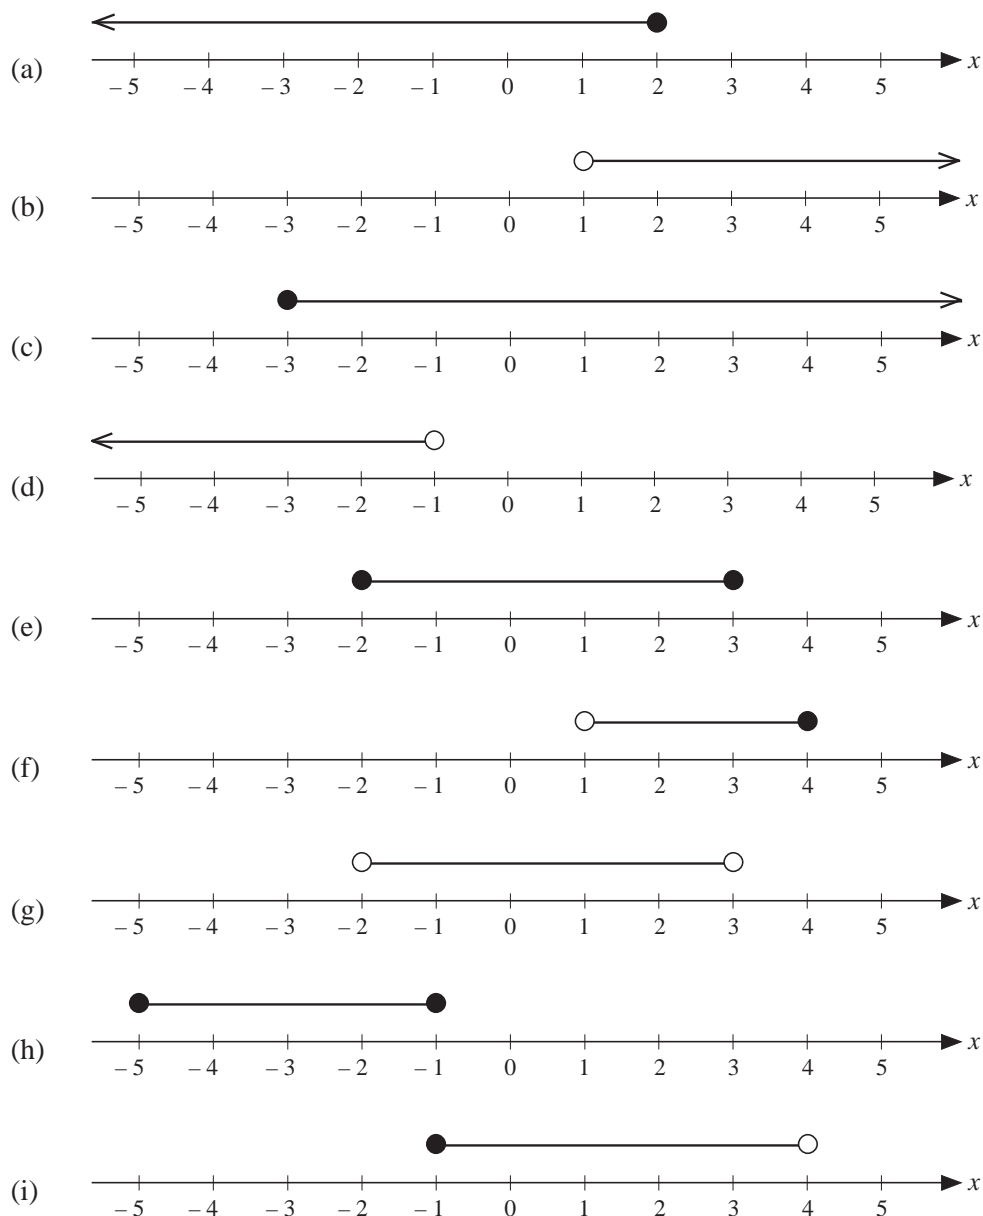 (a) x
– 5 – 4 – 3 – 2 – 1 0 1 2 3 4 5
(b) x
– 5 – 4 – 3 – 2 – 1 0 1 2 3 4 5
(c) x
– 5 – 4 – 3 – 2 – 1 0 1 2 3 4 5
(d) x
– 5 – 4 – 3 – 2 – 1 0 1 2 3 4 5
(e) x
– 5 – 4 – 3 – 2 – 1 0 1 2 3 4 5
(f) x
– 5 – 4 – 3 – 2 – 1 0 1 2 3 4 5
(g) x
– 5 – 4 – 3 – 2 – 1 0 1 2 3 4 5
(h) x
– 5 – 4 – 3 – 2 – 1 0 1 2 3 4 5
(i) x
– 5 – 4 – 3 – 2 – 1 0 1 2 3 4 5